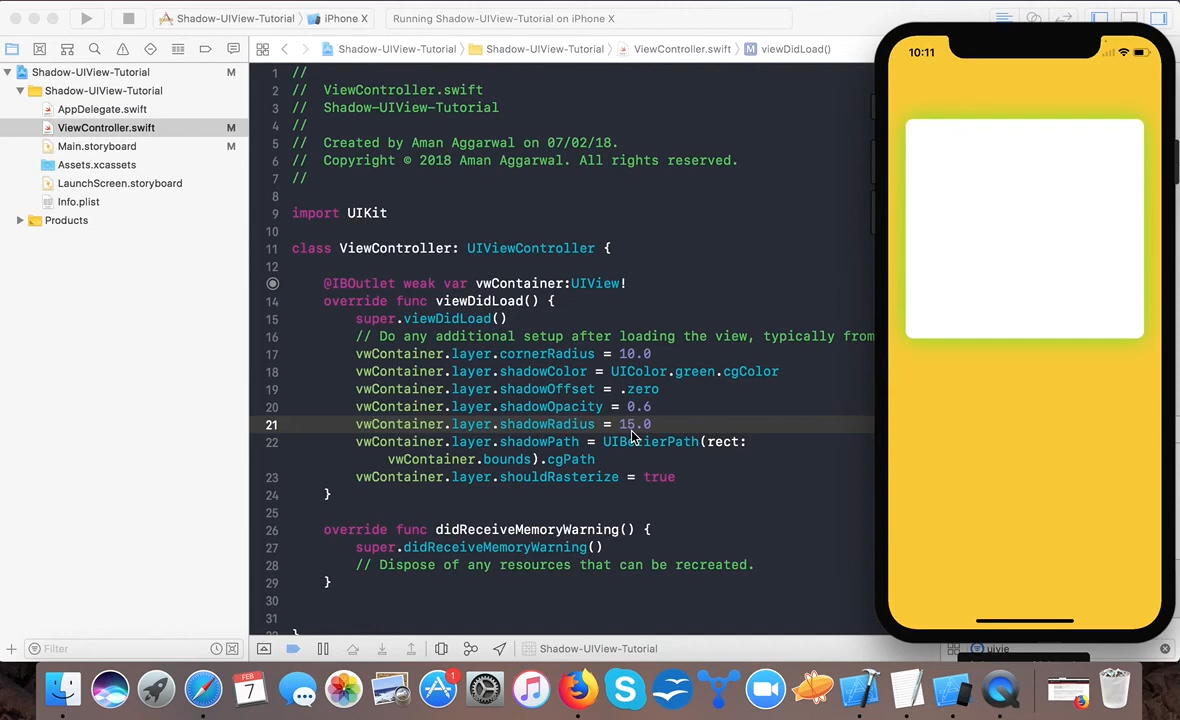 Shadow-UIView-Tutorial iPhone X
Running Shadow-UIView-Tutorial on iPhone X
Shadow-UIView-Tutorial Shadow-UIView-Tutorial ViewController.swift M viewDidLoad()
Shadow-UIView-Tutorial M
Shadow-UIView-Tutorial
AppDelegate.swift
ViewController.swift M
Main.storyboard M
Assets.xcassets
LaunchScreen.storyboard
Info.plist
Products
1 //
2 // ViewController.swift
3 // Shadow-UIView-Tutorial
4 //
5 // Created by Aman Aggarwal on 07/02/18.
6 // Copyright © 2018 Aman Aggarwal. All rights reserved.
7 //
8
9 import UIKit
10
11 class ViewController: UIViewController {
12
@IBOutlet weak var vwContainer:UIView!
14 override func viewDidLoad() {
15 super.viewDidLoad()
16 // Do any additional setup after loading the view, typically from
17 vwContainer.layer.cornerRadius = 10.0
18 vwContainer.layer.shadowColor = UIColor.green.cgColor
19 vwContainer.layer.shadowOffset = .zero
20 vwContainer.layer.shadowOpacity = 0.6
21 vwContainer.layer.shadowRadius = 15.0
22 vwContainer.layer.shadowPath = UIBezierPath(rect:
vwContainer.bounds).cgPath
23 vwContainer.layer.shouldRasterize = true
24 }
25
26 override func didReceiveMemoryWarning() {
27 super.didReceiveMemoryWarning()
28 // Dispose of any resources that can be recreated.
29 }
30
31
}
10:11
Filter
Shadow-UIView-Tutorial
uivie
FEB
7
1